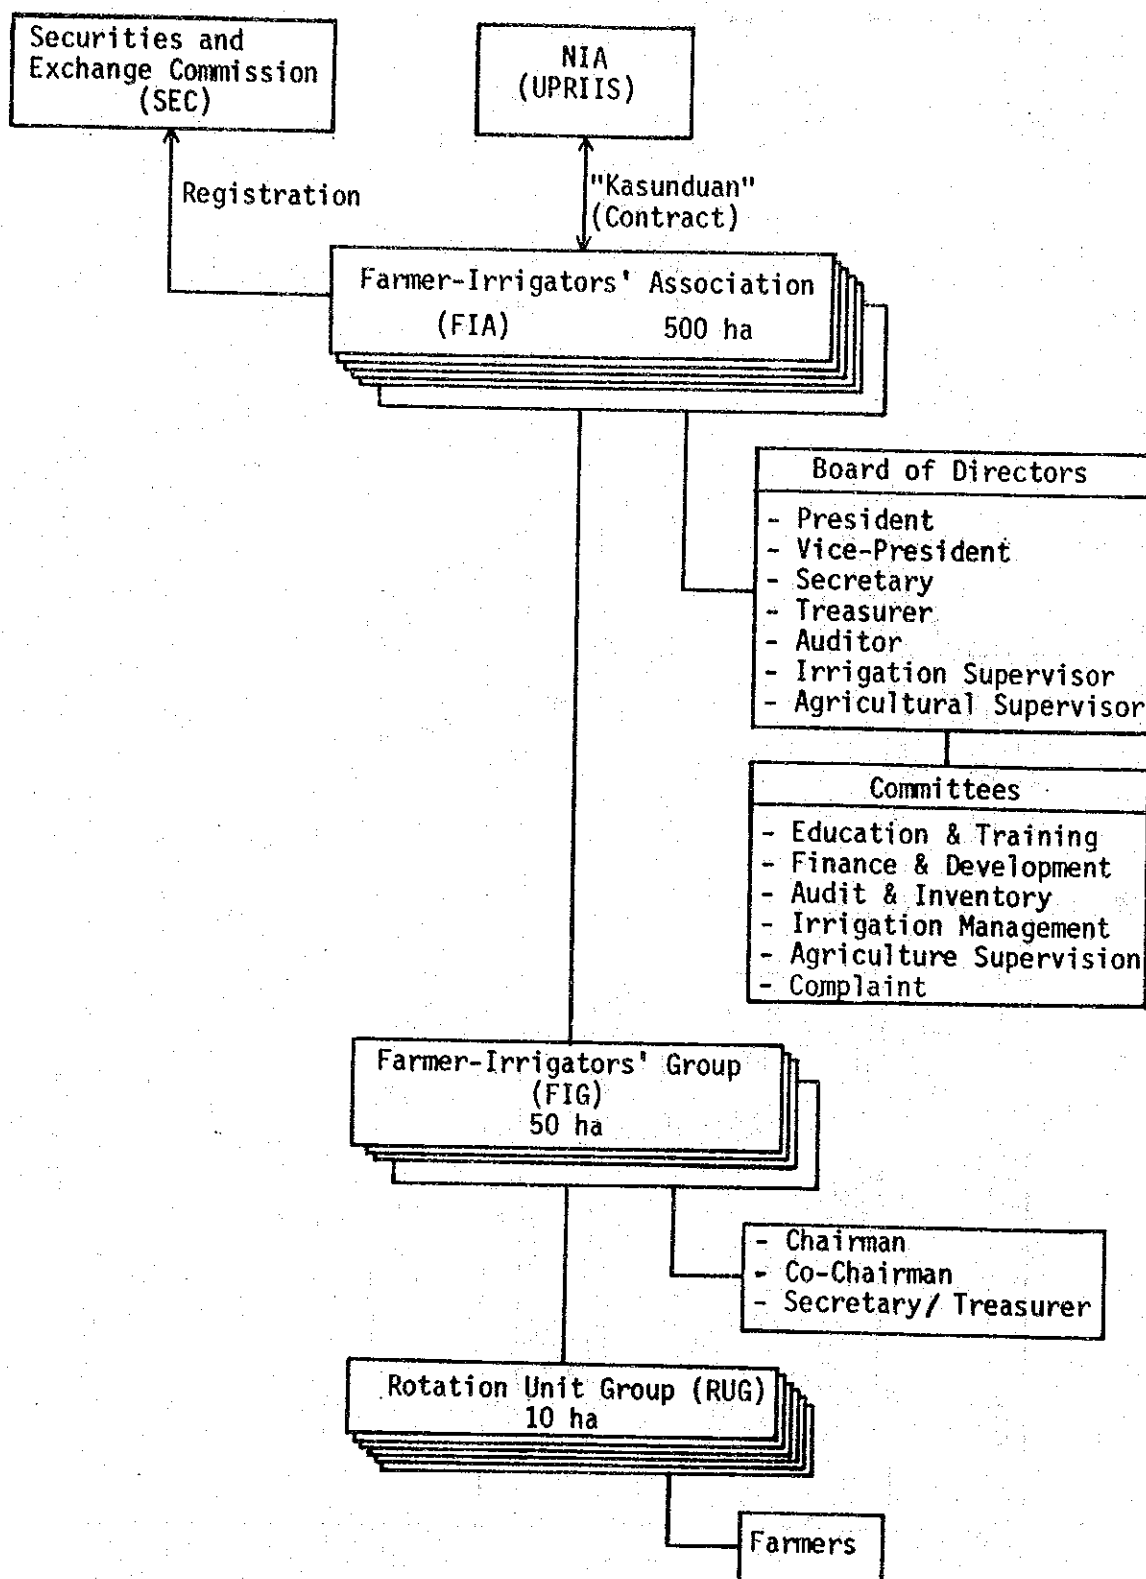 Securities and
Exchange Commission
(SEC)
NIA
(UPRIIS)
Registration
"Kasunduan"
(Contract)
Farmer-Irrigators' Association
(FIA) 500 ha
Board of Directors
- President
- Vice-President
- Secretary
- Treasurer
- Auditor
- Irrigation Supervisor
- Agricultural Supervisor
Committees
- Education & Training
- Finance & Development
- Audit & Inventory
- Irrigation Management
- Agriculture Supervision
- Complaint
Farmer-Irrigators' Group
(FIG)
50 ha
- Chairman
- Co-Chairman
- Secretary/ Treasurer
Rotation Unit Group (RUG)
10 ha
Farmers